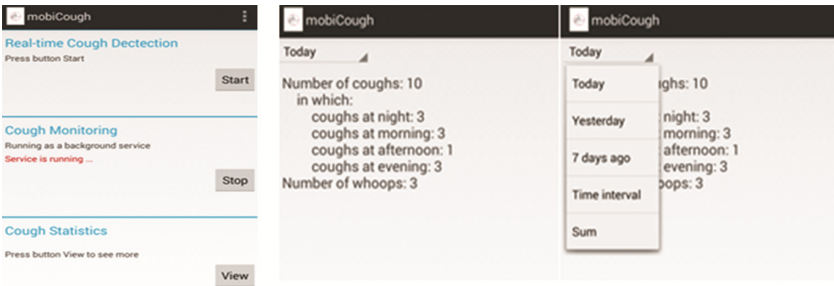 mobiCough
Real-time Cough Dectection
Press button Start
Start
Cough Monitoring
Running as a background service
Service is running ...
Stop
Cough Statistics
Press button View to see more
View
mobiCough
Today
Number of coughs: 10
in which:
coughs at night: 3
coughs at morning: 3
coughs at afternoon: 1
coughs at evening: 3
Number of whoops: 3
mobiCough
Today
Today
ghs: 10
Yesterday
night: 3
morning: 3
7 days ago
afternoon: 1
evening: 3
Time interval
oops: 3
Sum